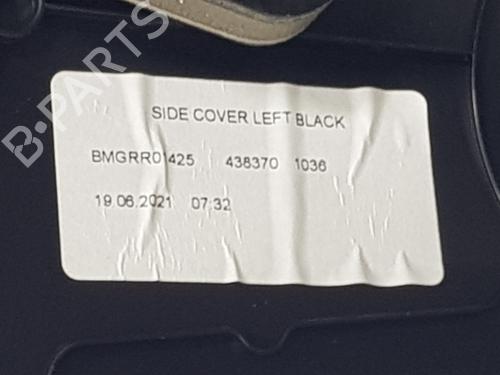 B-PARTS
SIDE COVER LEFT BLACK
BMGRR01425 438370 1036
19.06.2021 07:32